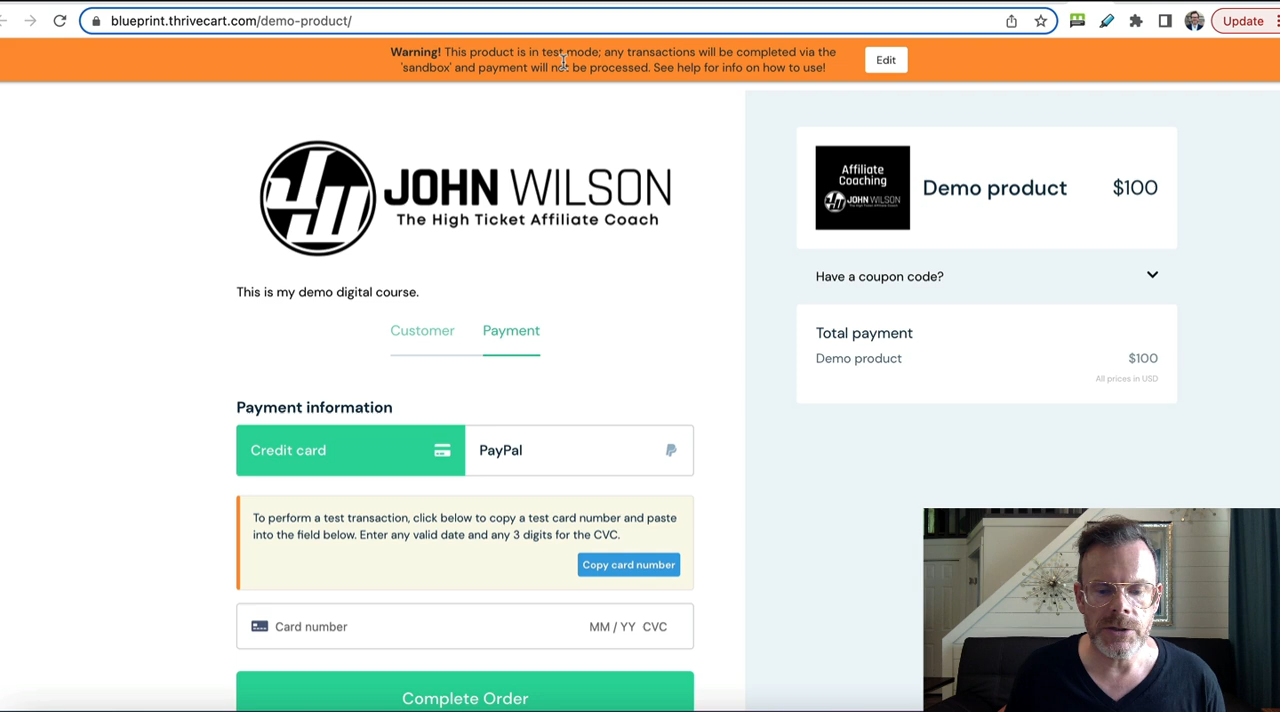 blueprint.thrivecart.com/demo-product/
Update
Warning! This product is in test mode; any transactions will be completed via the
'sandbox' and payment will not be processed. See help for info on how to use!
Edit
JOHN WILSON
The High Ticket Affiliate Coach
This is my demo digital course.
Customer
Payment
Payment information
Credit card
PayPal
To perform a test transaction, click below to copy a test card number and paste
into the field below. Enter any valid date and any 3 digits for the CVC.
Copy card number
Card number
MM / YY CVC
Complete Order
Affiliate
Coaching
JOHN WILSON
Demo product
$100
Have a coupon code?
Total payment
Demo product
$100
All prices in USD